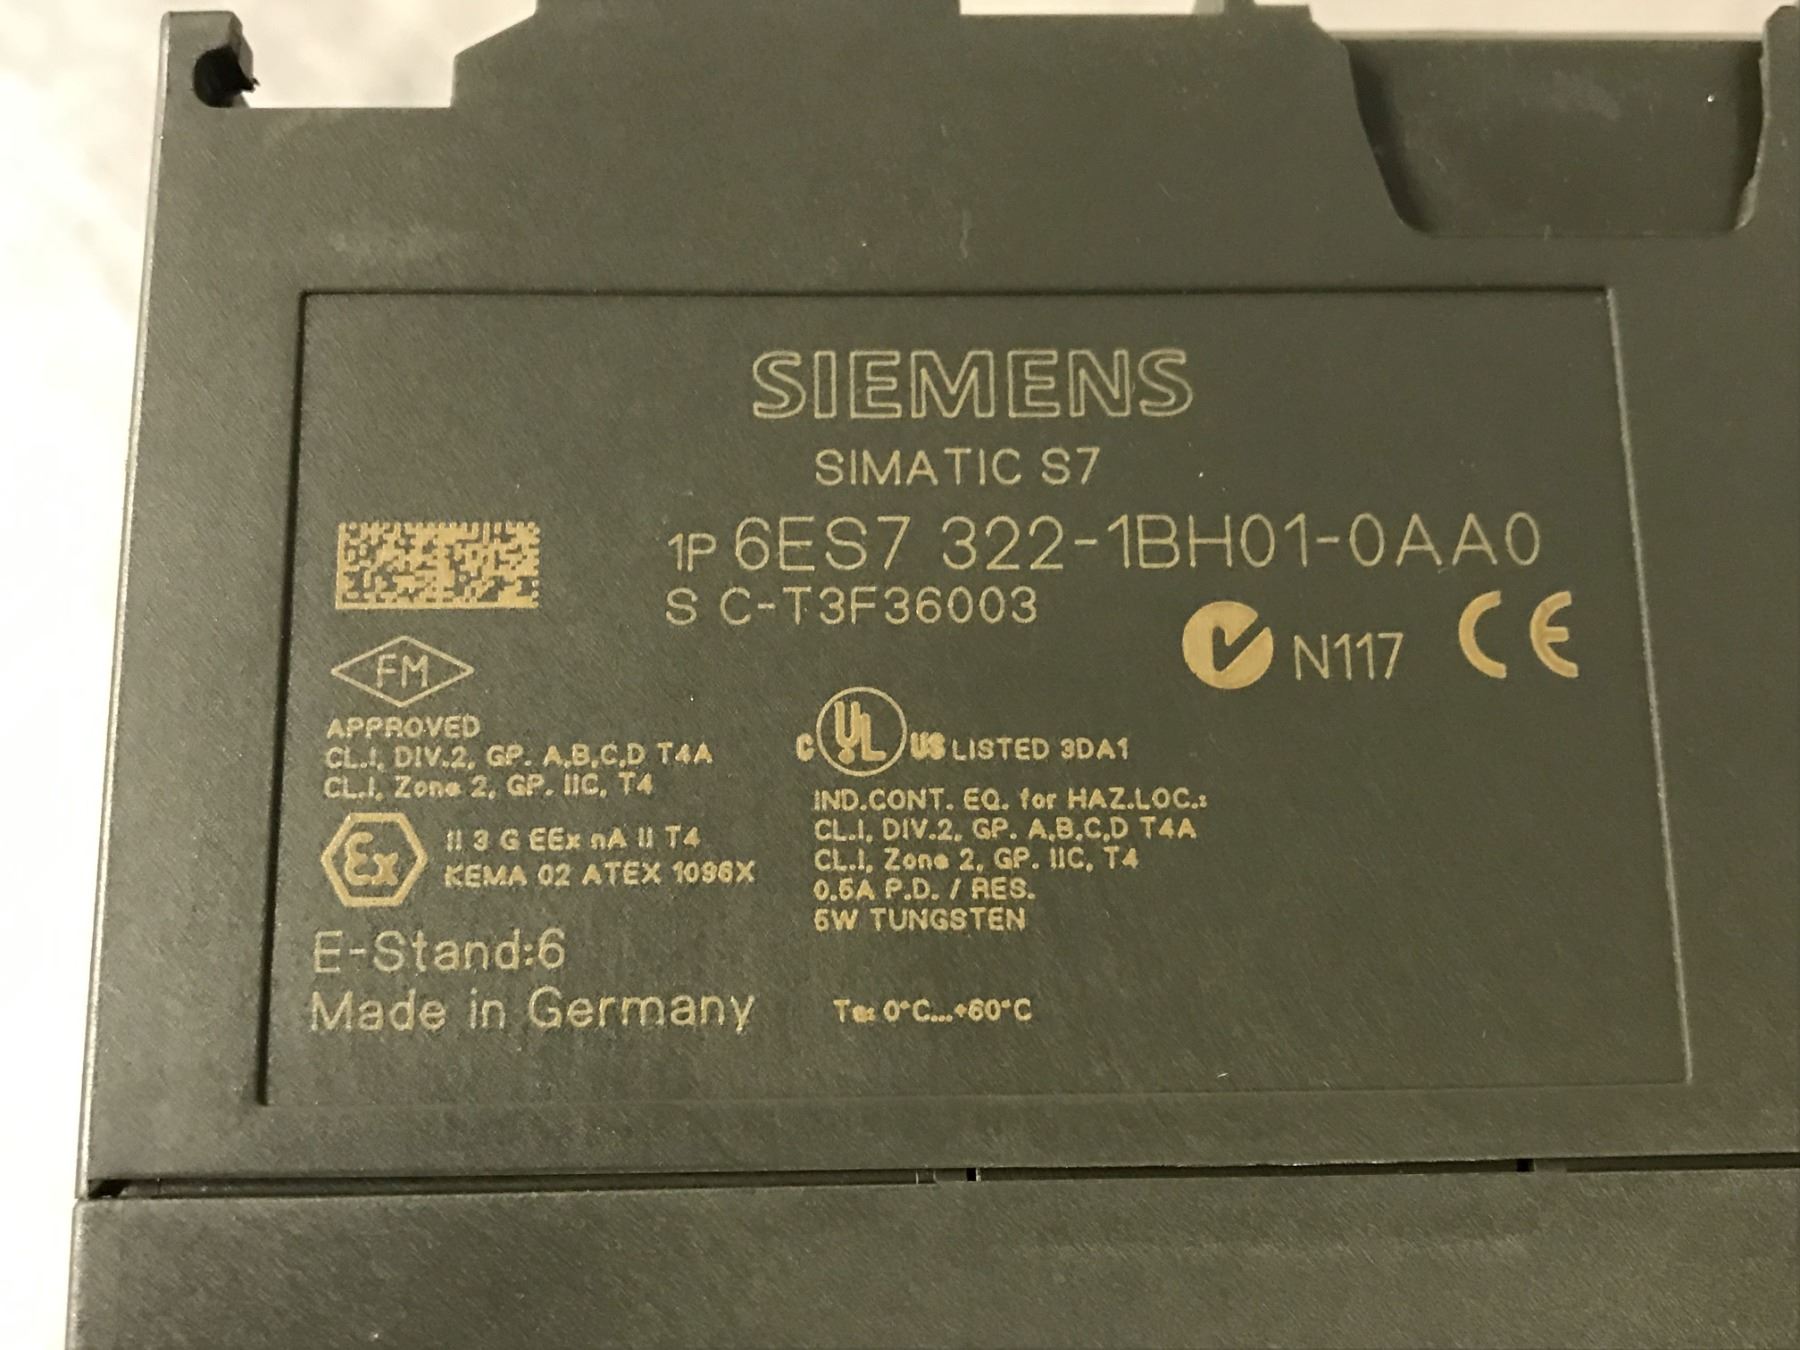 SIEMENS
SIMATIC S7
1P 6ES7 322-1BH01-0AA0
S C-T3F36003
N117 CE
FM
APPROVED
CL.I, DIV.2, GP. A,B,C,D T4A
CL.I, Zone 2, GP. IIC, T4
Ex
II 3 G EEx nA II T4
KEMA 02 ATEX 1096X
E-Stand:6
Made in Germany
C UL US LISTED 3DA1
IND.CONT. EQ. for HAZ.LOC.:
CL.I, DIV.2, GP. A,B,C,D T4A
CL.I, Zone 2, GP. IIC, T4
0.5A P.D. / RES.
5W TUNGSTEN
Ta: 0°C...+60°C